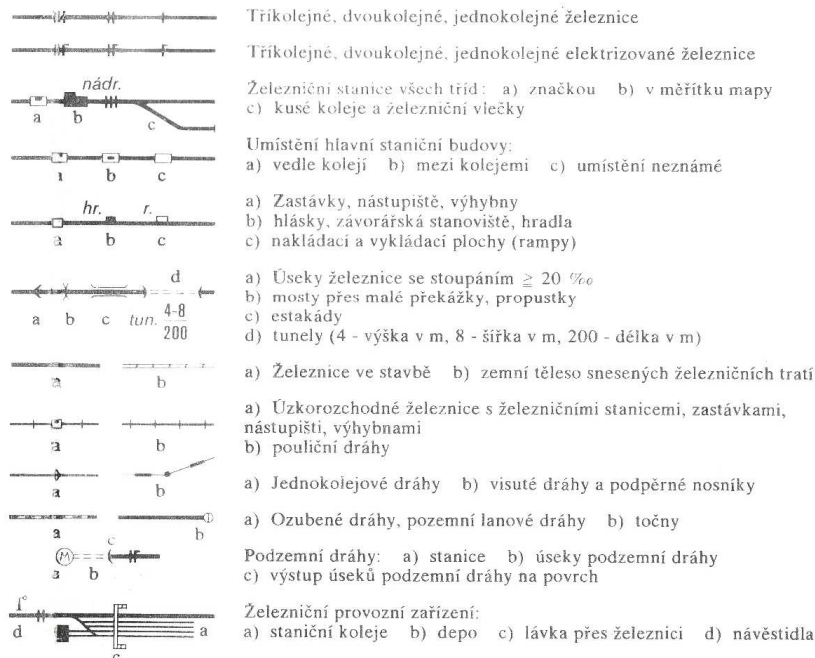 Tříkolejné, dvoukolejné, jednokolejné železnice
Tříkolejné, dvoukolejné, jednokolejné elektrizované železnice
nádr.
a b c
Železniční stanice všech tříd: a) značkou b) v měřítku mapy
c) kusé koleje a železniční vlečky
a b c
Umístění hlavní staniční budovy:
a) vedle kolejí b) mezi kolejemi c) umístění neznámé
hr. r.
a b c
a) Zastávky, nástupiště, výhybny
b) hlásky, závorářská stanoviště, hradla
c) nakládací a vykládací plochy (rampy)
d
a b c tun. 4-8
200
a) Úseky železnice se stoupáním ≧ 20 ‰
b) mosty přes malé překážky, propustky
c) estakády
d) tunely (4 - výška v m, 8 - šířka v m, 200 - délka v m)
a b
a) Železnice ve stavbě b) zemní těleso snesených železničních tratí
a b
a) Úzkorozchodné železnice s železničními stanicemi, zastávkami,
nástupišti, výhybnami
b) pouliční dráhy
a b
a) Jednokolejové dráhy b) visuté dráhy a podpěrné nosníky
a b
a) Ozubené dráhy, pozemní lanové dráhy b) točny
M c
a b
Podzemní dráhy: a) stanice b) úseky podzemní dráhy
c) výstup úseků podzemní dráhy na povrch
d a
c
Železniční provozní zařízení:
a) staniční koleje b) depo c) lávka přes železnici d) návěstidla